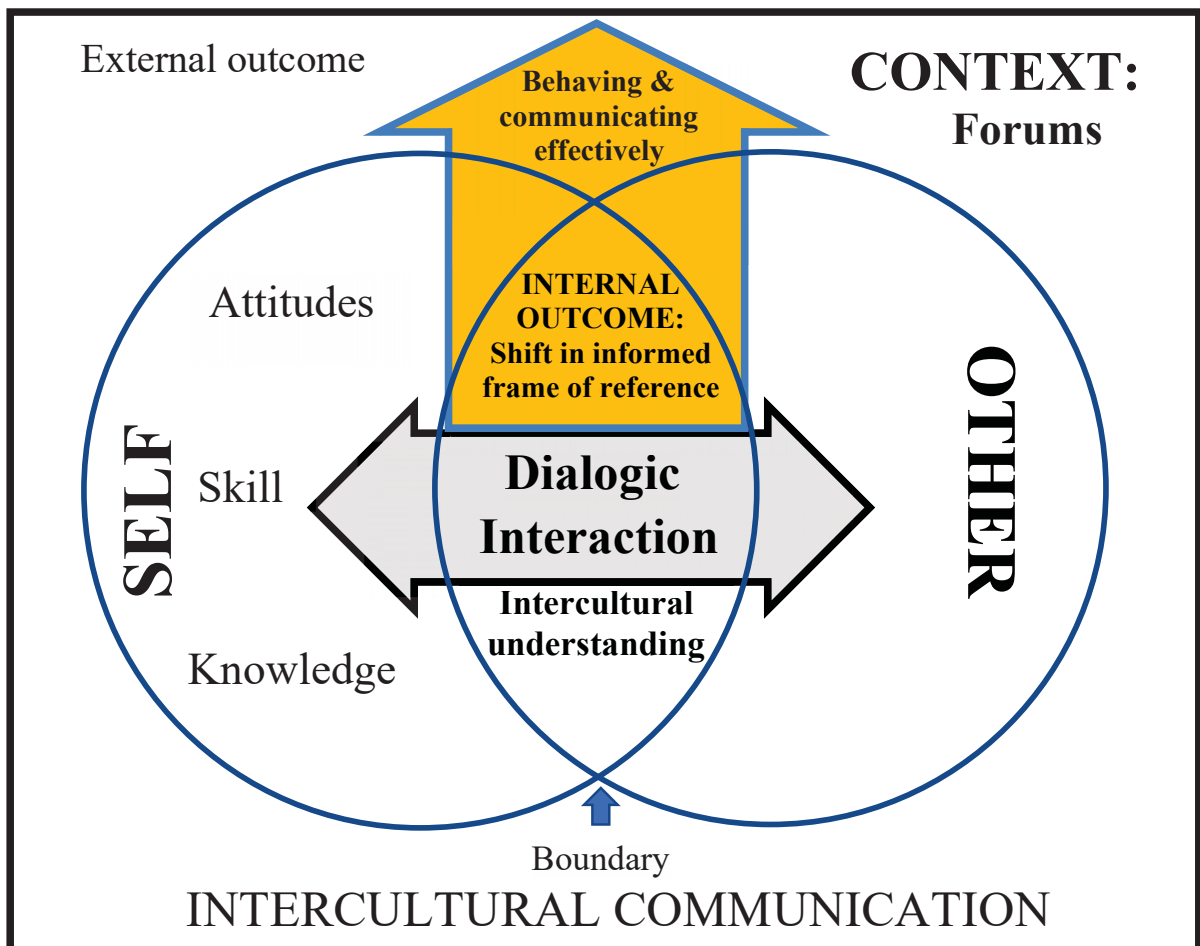 External outcome
CONTEXT:
Forums
Behaving &
communicating
effectively
Attitudes
INTERNAL
OUTCOME:
Shift in informed
frame of reference
SELF
Skill
Dialogic
Interaction
OTHER
Intercultural
understanding
Knowledge
Boundary
INTERCULTURAL COMMUNICATION